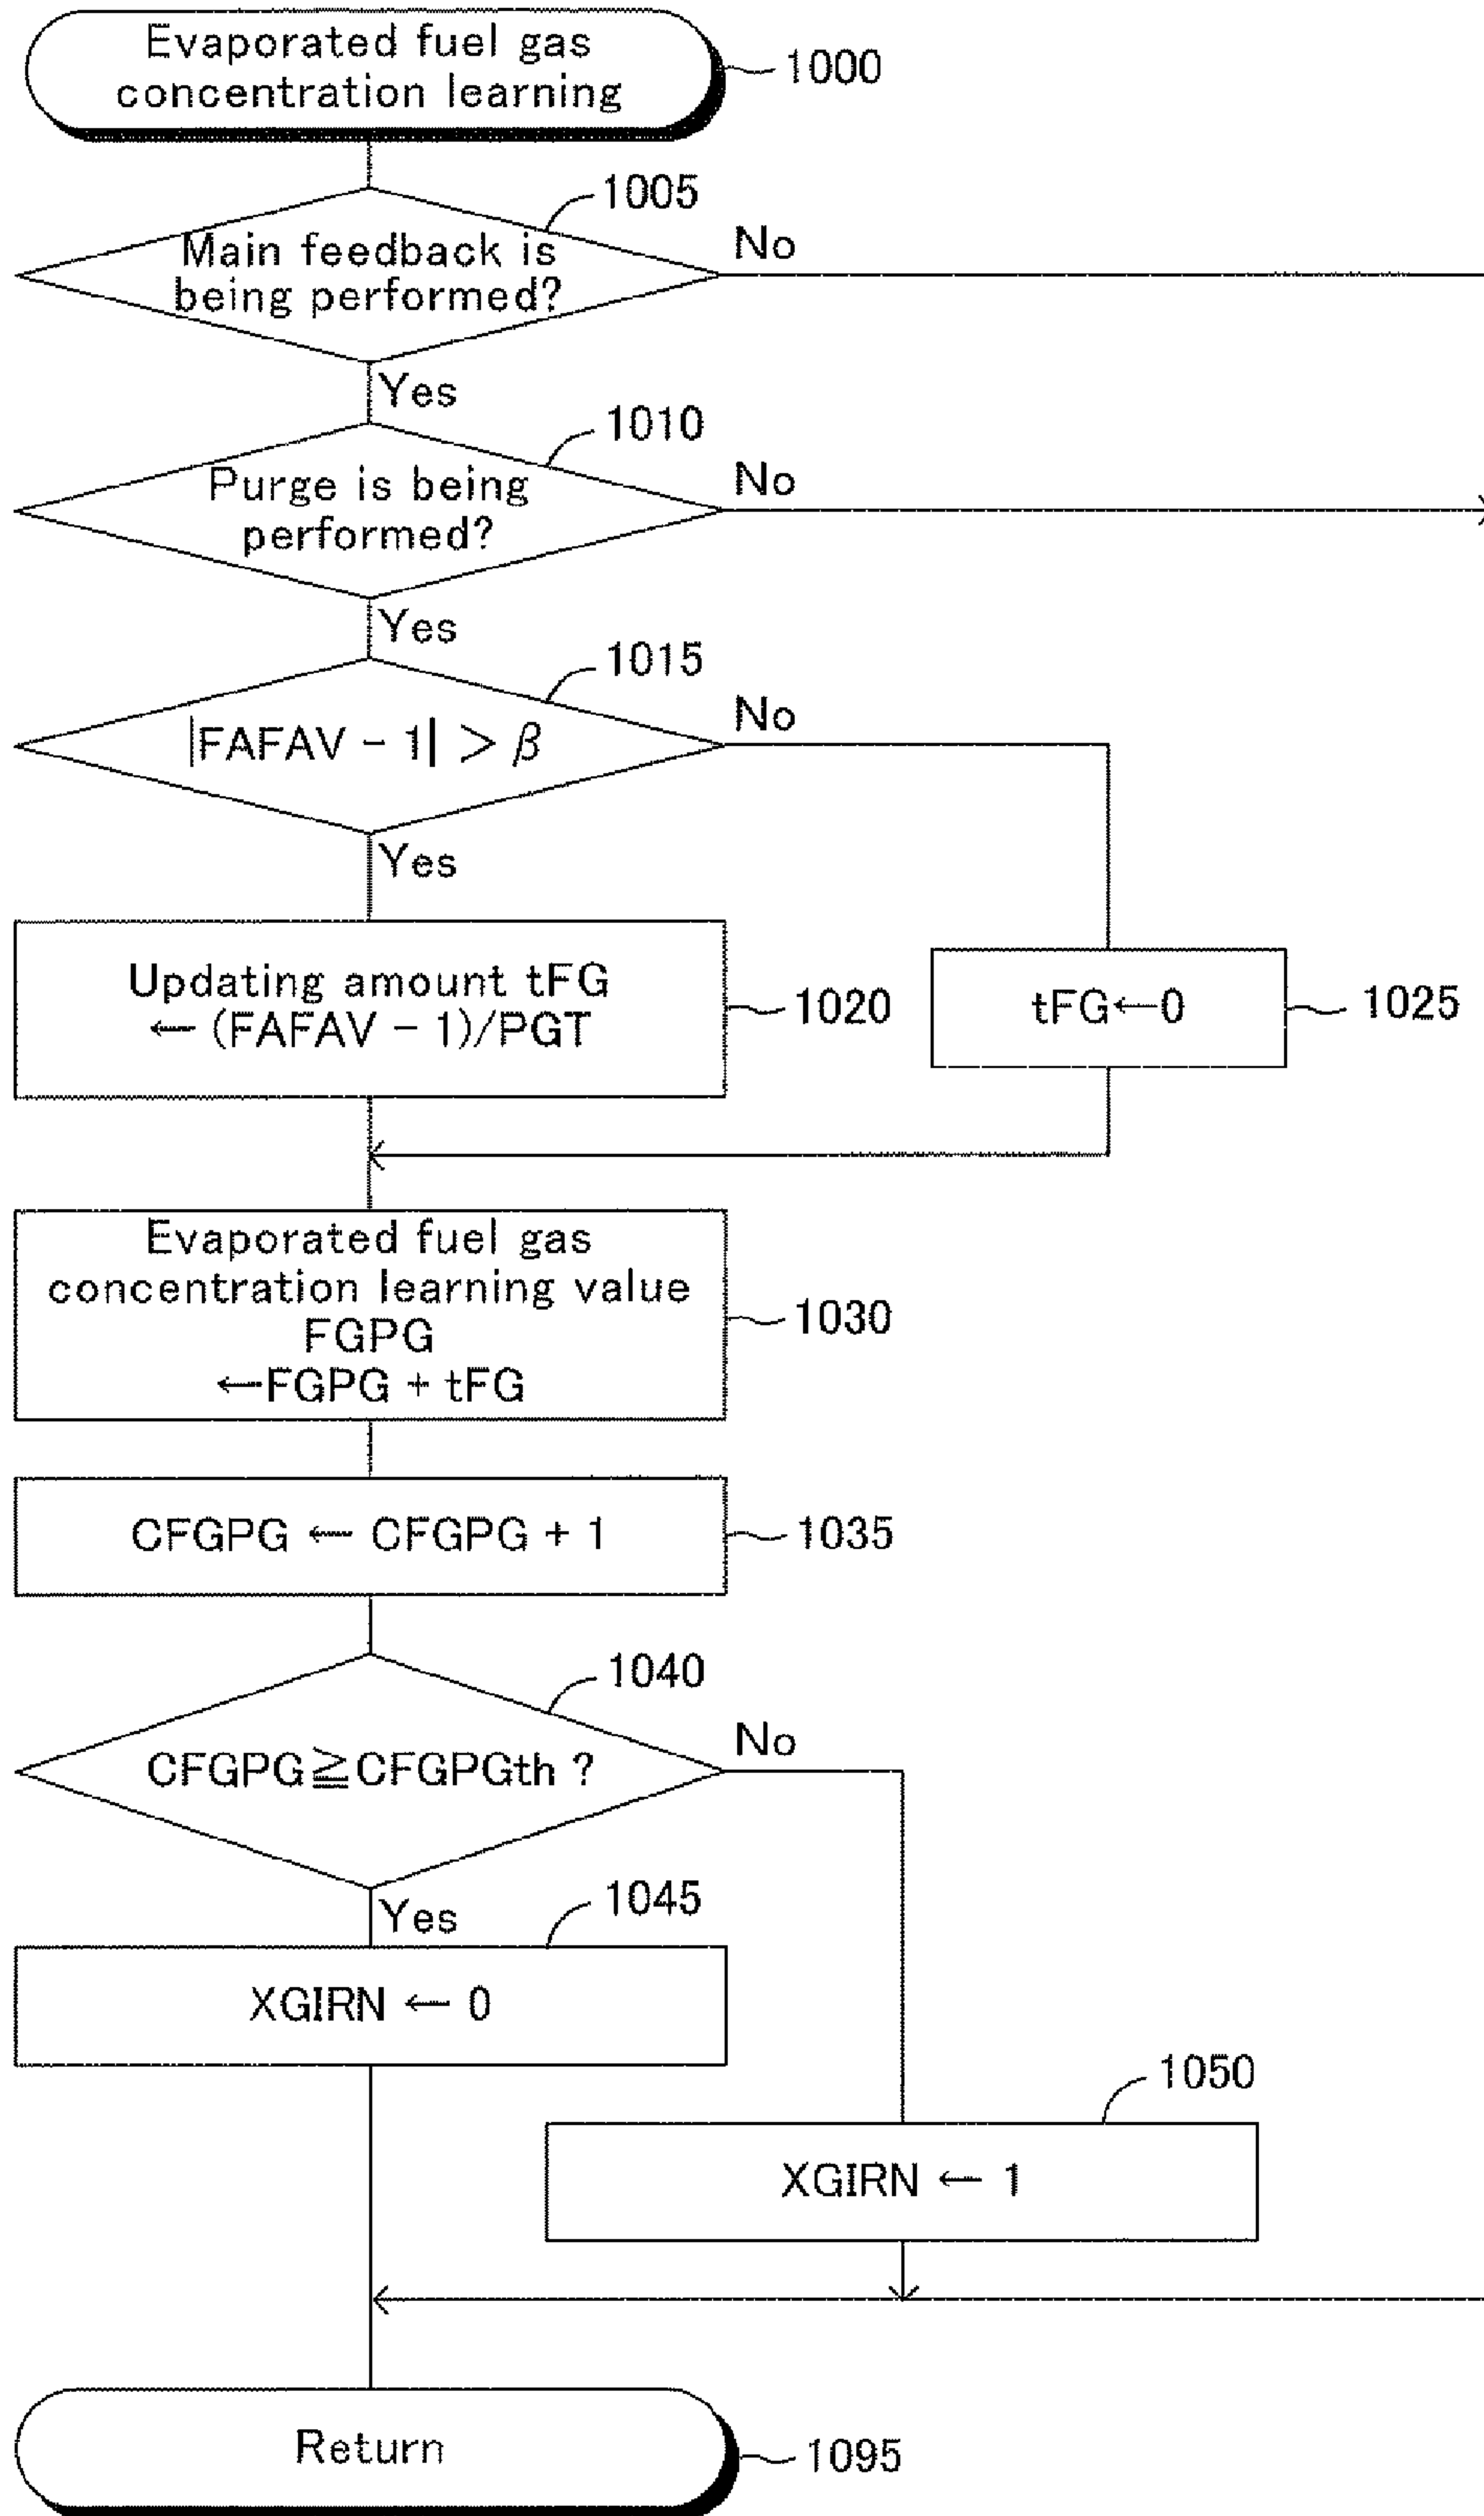 Evaporated fuel gas
concentration learning
1000
1005
Main feedback is
being performed?
No
Yes
1010
Purge is being
performed?
No
Yes
1015
|FAFAV - 1| > β
No
Yes
Updating amount tFG
← (FAFAV - 1)/PGT
1020
tFG←0
1025
Evaporated fuel gas
concentration learning value
FGPG
←FGPG + tFG
1030
CFGPG ← CFGPG + 1
1035
1040
CFGPG≧CFGPGth ?
No
Yes
1045
XGIRN ← 0
1050
XGIRN ← 1
Return
1095